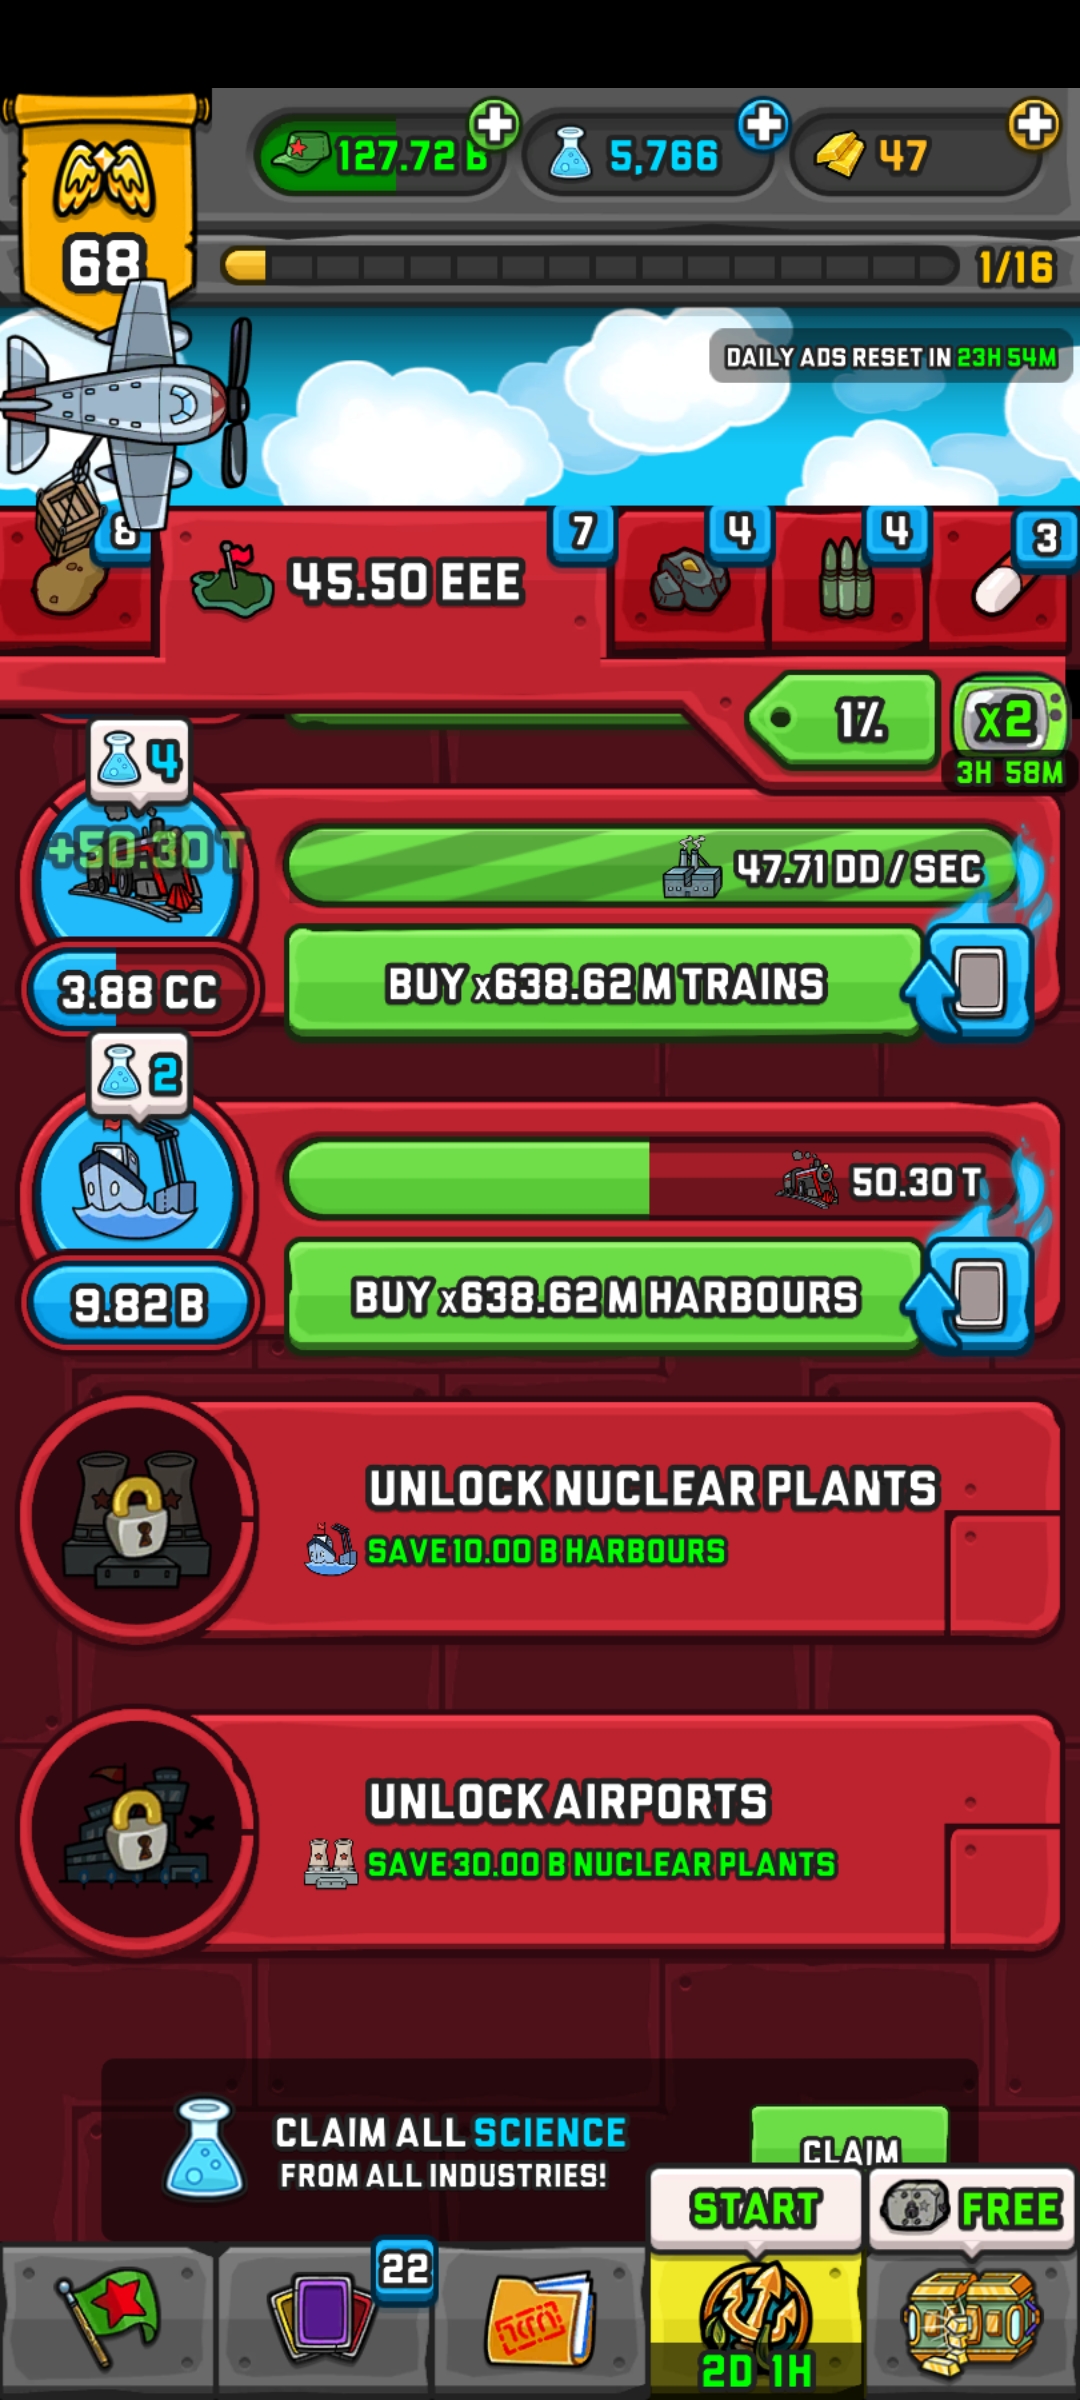 127.72 B
5,766
47
68
1/16
DAILY ADS RESET IN 23H 54M
8
45.50 EEE
7
4
4
3
1%
x2
3H 58M
4
+50.30 T
47.71 DD / SEC
3.88 CC
BUY x638.62 M TRAINS
2
50.30 T
9.82 B
BUY x638.62 M HARBOURS
UNLOCK NUCLEAR PLANTS
SAVE 10.00 B HARBOURS
UNLOCK AIRPORTS
SAVE 30.00 B NUCLEAR PLANTS
CLAIM ALL SCIENCE
FROM ALL INDUSTRIES!
CLAIM
START
FREE
22
2D 1H